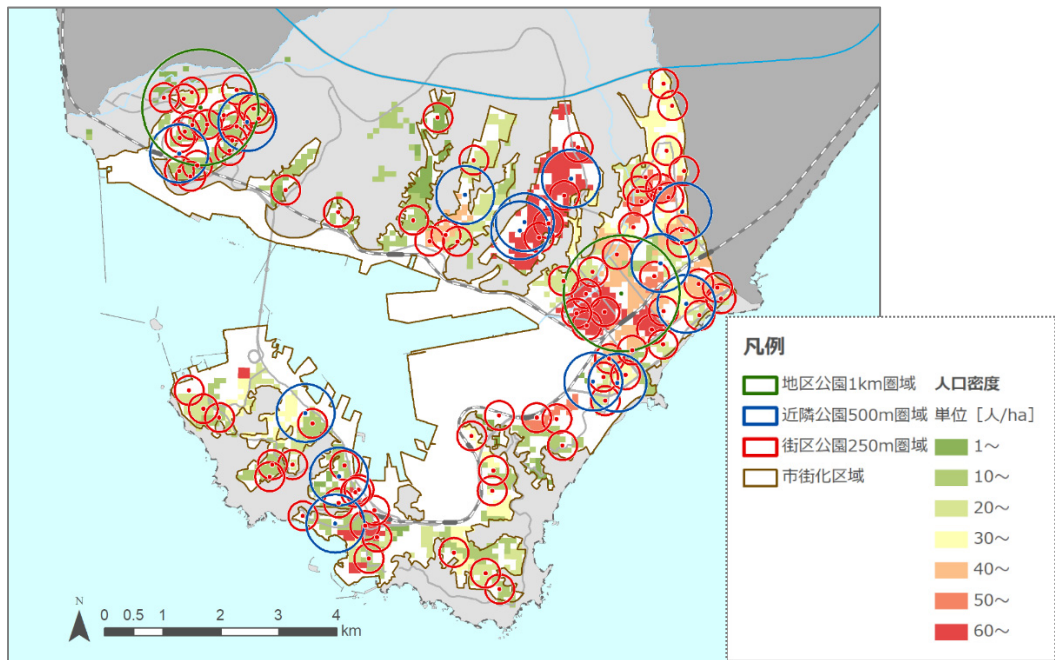 凡例
地区公園1km圏域
近隣公園500m圏域
街区公園250m圏域
市街化区域
人口密度
単位［人/ha］
1～
10～
20～
30～
40～
50～
60～
N
0 0.5 1 2 3 4
km